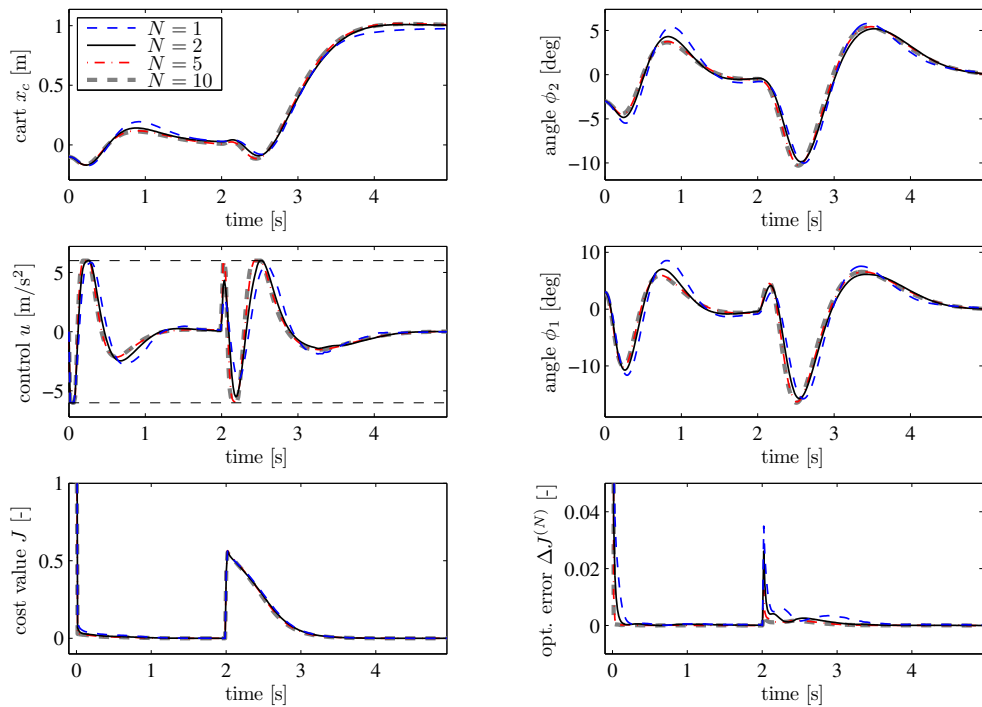 cart x_c [m]
1
0.5
0
N = 1
N = 2
N = 5
N = 10
0 1 2 3 4
time [s]
angle ϕ_2 [deg]
5
0
−5
−10
0 1 2 3 4
time [s]
control u [m/s²]
5
0
−5
0 1 2 3 4
time [s]
angle ϕ_1 [deg]
10
0
−10
0 1 2 3 4
time [s]
cost value J [-]
1
0.5
0
0 1 2 3 4
time [s]
opt. error ΔJ^(N) [-]
0.04
0.02
0
0 1 2 3 4
time [s]